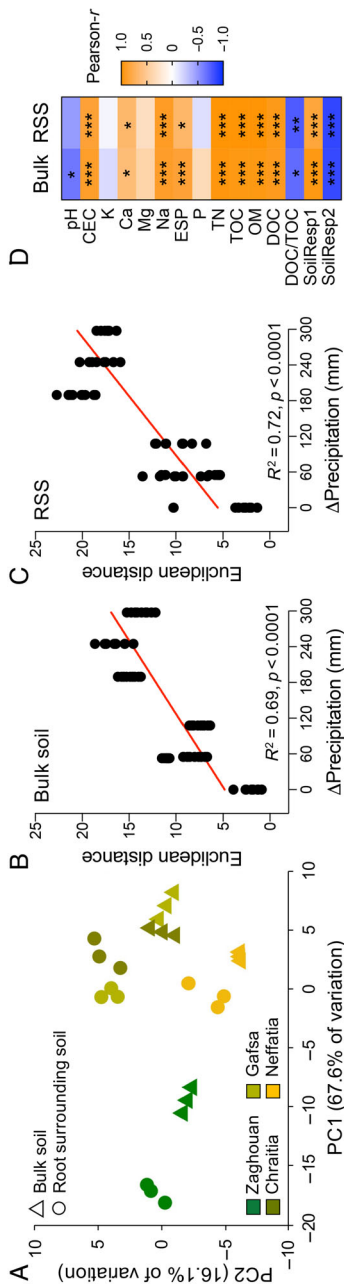 A
PC2 (16.1% of variation)
10
5
0
−5
−10
△ Bulk soil
○ Root surrounding soil
Zaghouan
Gafsa
Chraitia
Neffatia
−20
−15
−10
−5
0
5
10
PC1 (67.6% of variation)
B
Bulk soil
Euclidean distance
25
20
15
10
5
0
R² = 0.69, p < 0.0001
0
60
120
180
240
300
ΔPrecipitation (mm)
C
RSS
Euclidean distance
25
20
15
10
5
0
R² = 0.72, p < 0.0001
0
60
120
180
240
300
ΔPrecipitation (mm)
D
Bulk RSS
pH *
CEC *** ***
K
Ca * *
Mg
Na *** ***
ESP *** *
P
TN *** ***
TOC *** ***
OM *** ***
DOC *** ***
DOC/TOC * **
SoilResp1 *** ***
SoilResp2 *** ***
Pearson-r
1.0
0.5
0
−0.5
−1.0